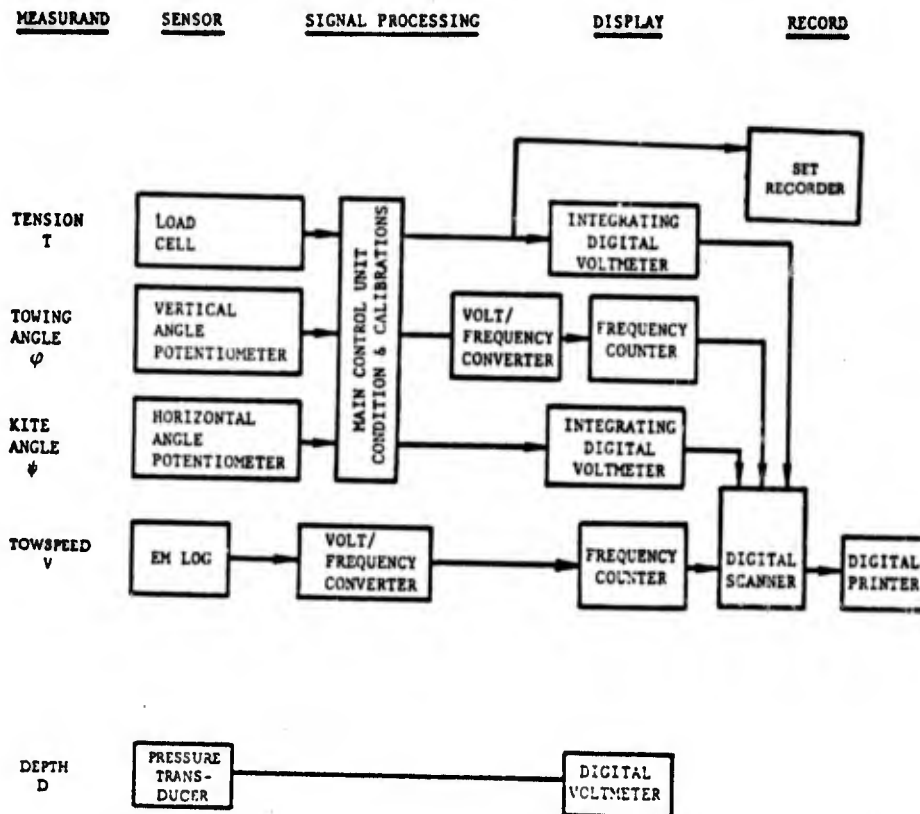 MEASURAND SENSOR SIGNAL PROCESSING DISPLAY RECORD
SET
RECORDER
TENSION
T
LOAD
CELL
MAIN CONTROL UNIT
CONDITION & CALIBRATIONS
INTEGRATING
DIGITAL
VOLTMETER
TOWING
ANGLE
φ
VERTICAL
ANGLE
POTENTIOMETER
VOLT/
FREQUENCY
CONVERTER
FREQUENCY
COUNTER
KITE
ANGLE
ψ
HORIZONTAL
ANGLE
POTENTIOMETER
INTEGRATING
DIGITAL
VOLTMETER
TOWSPEED
V
EM LOG
VOLT/
FREQUENCY
CONVERTER
FREQUENCY
COUNTER
DIGITAL
SCANNER
DIGITAL
PRINTER
DEPTH
D
PRESSURE
TRANS-
DUCER
DIGITAL
VOLTMETER